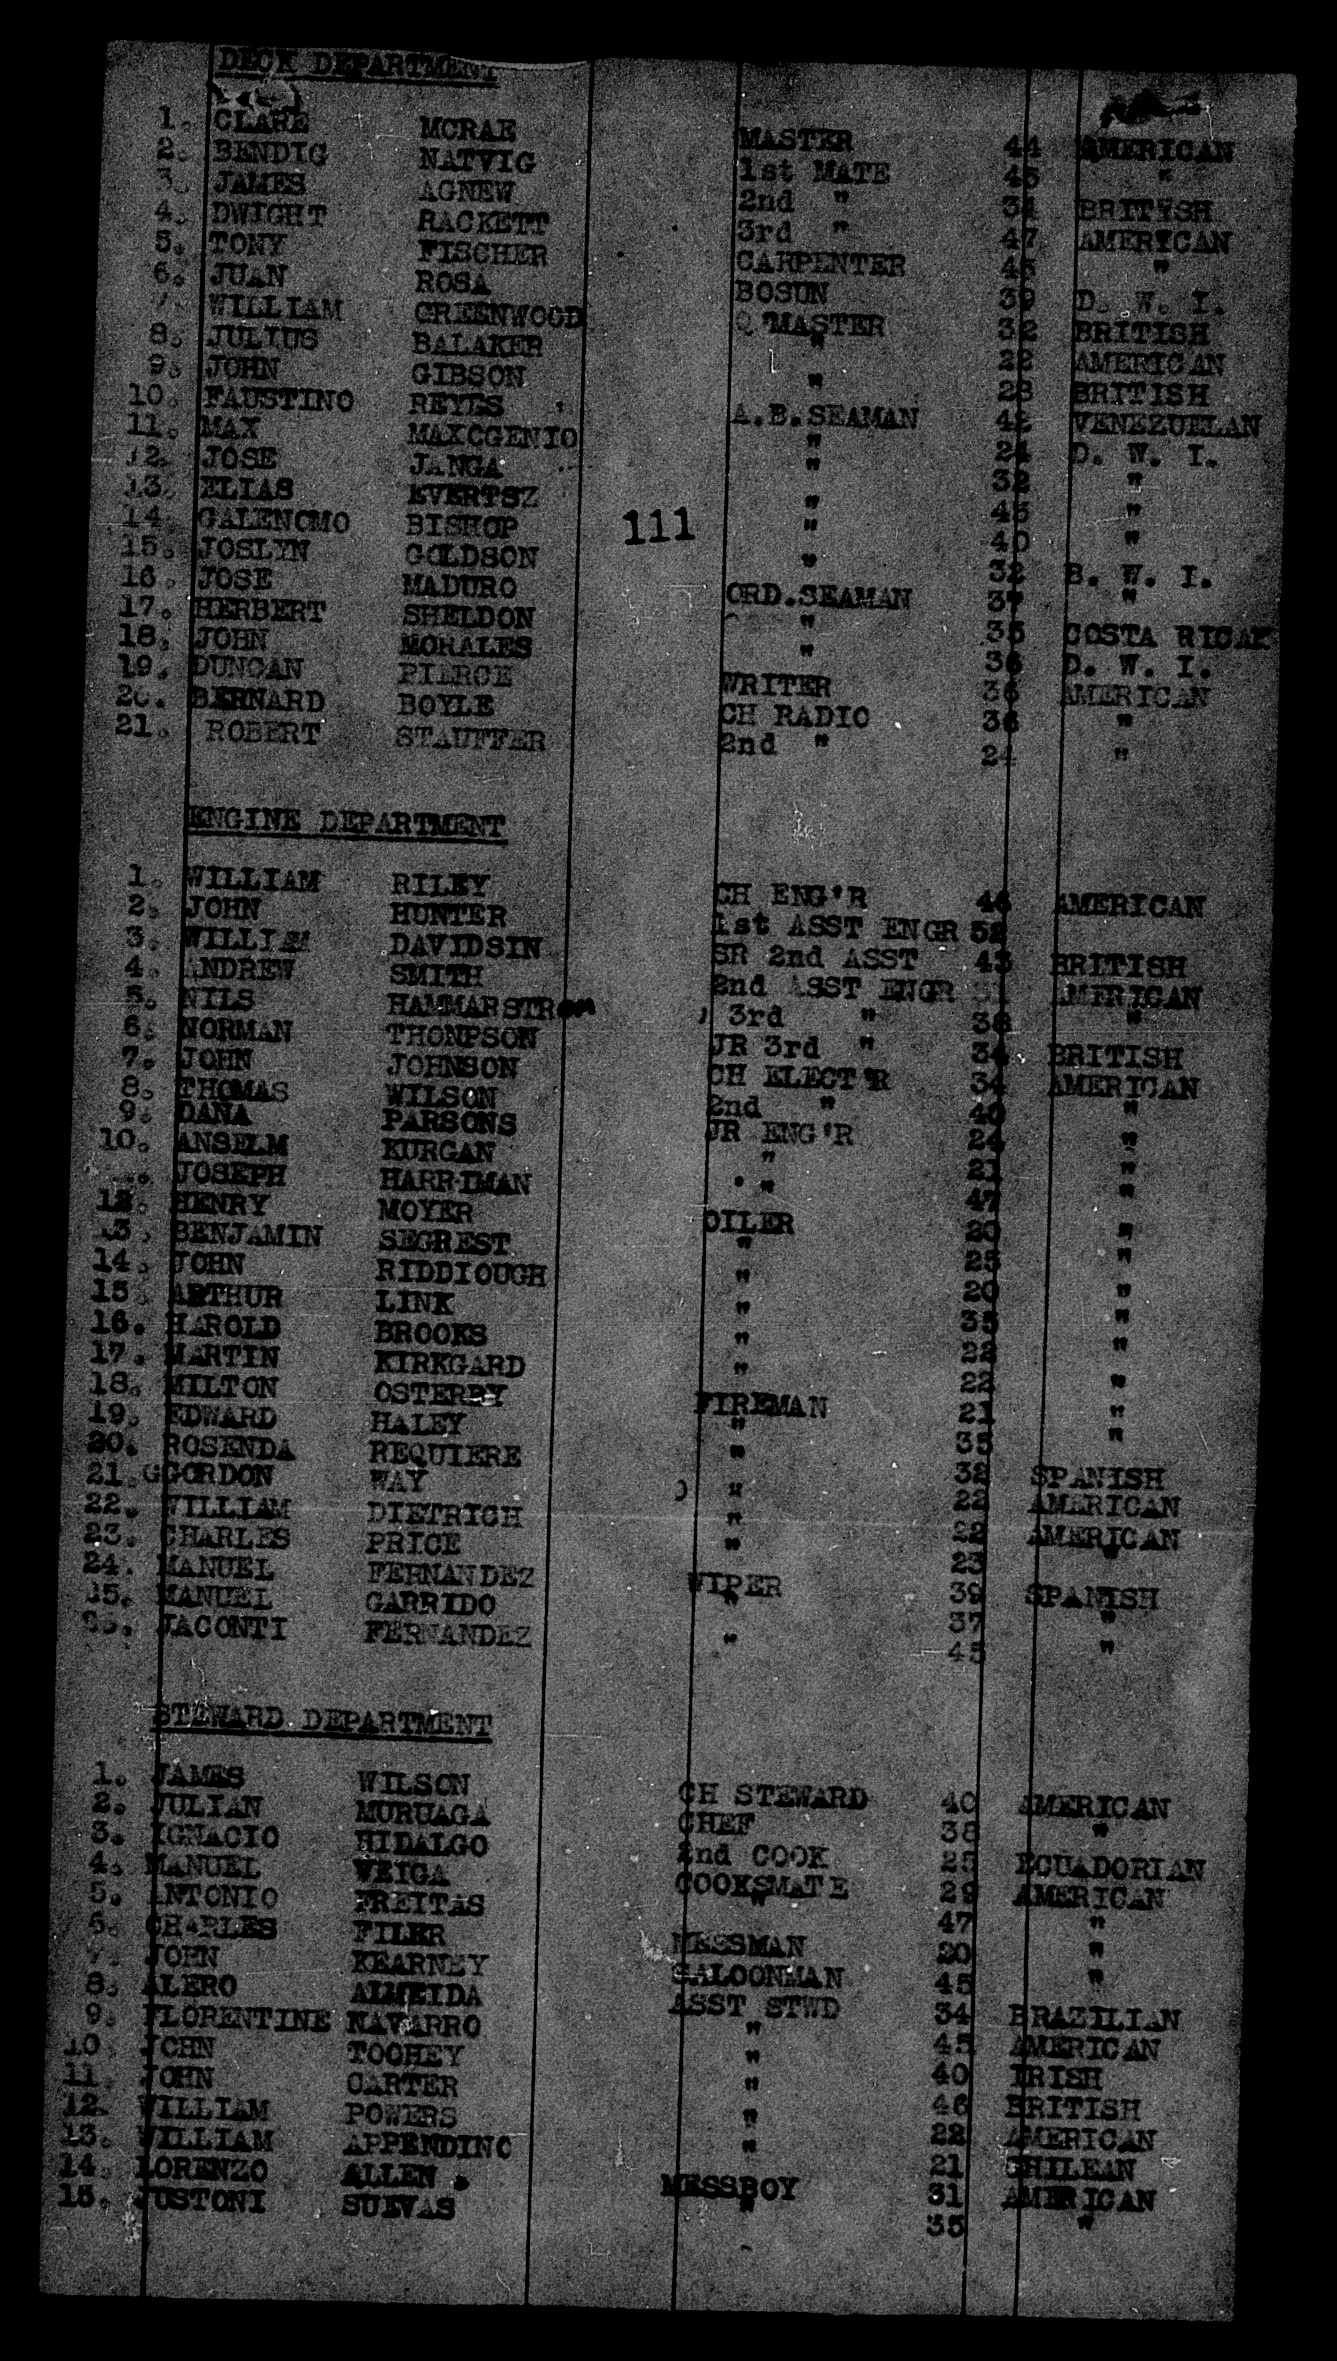 DECK DEPARTMENT
1. CLARE MCRAE MASTER 44 AMERICAN
2. BENDIG NATVIG 1st MATE 45 "
3. JAMES AGNEW 2nd " 34 BRITISH
4. DWIGHT RACKETT 3rd " 47 AMERICAN
5. TONY FISCHER CARPENTER 45 "
6. JUAN ROSA BOSUN 39 D. W. I.
7. WILLIAM GREENWOOD Q'MASTER 32 BRITISH
8. JULIUS BALAKER " 22 AMERICAN
9. JOHN GIBSON " 28 BRITISH
10. FAUSTINO REYES A.B.SEAMAN 42 VENEZUELAN
11. MAX MAXCGENIO " 24 D. W. I.
12. JOSE JANGA " 32 "
13. ELIAS EVERTSZ " 45 "
14. GALENOMO BISHOP 111 " 40 "
15. JOSLYN GOLDSON " 32 B. W. I.
16. JOSE MADURO ORD.SEAMAN 37 "
17. HERBERT SHELDON " 35 COSTA RICAN
18. JOHN MORALES " 36 D. W. I.
19. DUNCAN PIERCE WRITER 36 AMERICAN
20. BERNARD BOYLE CH RADIO 36 "
21. ROBERT STAUFFER 2nd " 24 "
ENGINE DEPARTMENT
1. WILLIAM RILEY CH ENG'R 46 AMERICAN
2. JOHN HUNTER 1st ASST ENGR 52
3. WILLIAM DAVIDSIN SR 2nd ASST 43 BRITISH
4. ANDREW SMITH 2nd ASST ENGR AMERICAN
5. NILS HAMMARSTROM 3rd " 38 "
6. NORMAN THONPSON JR 3rd " 34 BRITISH
7. JOHN JOHNSON CH ELECT'R 34 AMERICAN
8. THOMAS WILSON 2nd " 40 "
9. DANA PARSONS JR ENG'R 24 "
10. ANSELM KURGAN " 21 "
JOSEPH HARRIMAN " 47 "
12. HENRY MOYER OILER 20 "
13. BENJAMIN SEGREST " 25 "
14. JOHN RIDDIOUGH " 20 "
15. ARTHUR LINK " 35 "
16. HAROLD BROOKS " 22 "
17. MARTIN KIRKGARD " 22 "
18. MILTON OSTERBY FIREMAN 21 "
19. EDWARD HALEY " 35 "
20. ROSENDA REQUIERE " 32 SPANISH
21. GGORDON WAY " 22 AMERICAN
22. WILLIAM DIETRICH " 22 AMERICAN
23. CHARLES PRICE " 23 "
24. MANUEL FERNANDEZ WIPER 39 SPANISH
25. MANUEL GARRIDO " 37 "
JACONTI FERNANDEZ " 45 "
STEWARD DEPARTMENT
1. JAMES WILSON CH STEWARD 40 AMERICAN
2. JULIAN MURUAGA CHEF 38 "
3. IGNACIO HIDALGO 2nd COOK 25 ECUADORIAN
4. MANUEL VEIGA COOKSMATE 29 AMERICAN
5. ANTONIO FREITAS " 47 "
6. CHARLES FILER MESSMAN 20 "
7. JOHN KEARNEY SALOONMAN 45 "
8. ALERO ALMEIDA ASST STWD 34 BRAZILIAN
9. FLORENTINE NAVARRO " 45 AMERICAN
10. JOHN TOOHEY " 40 IRISH
11. JOHN CARTER " 46 BRITISH
12. WILLIAM POWERS " 22 AMERICAN
13. WILLIAM APPENDINO " 21 CHILEAN
14. LORENZO ALLEN MESSBOY 31 AMERICAN
15. JUSTONI SUEVAS " 35 "